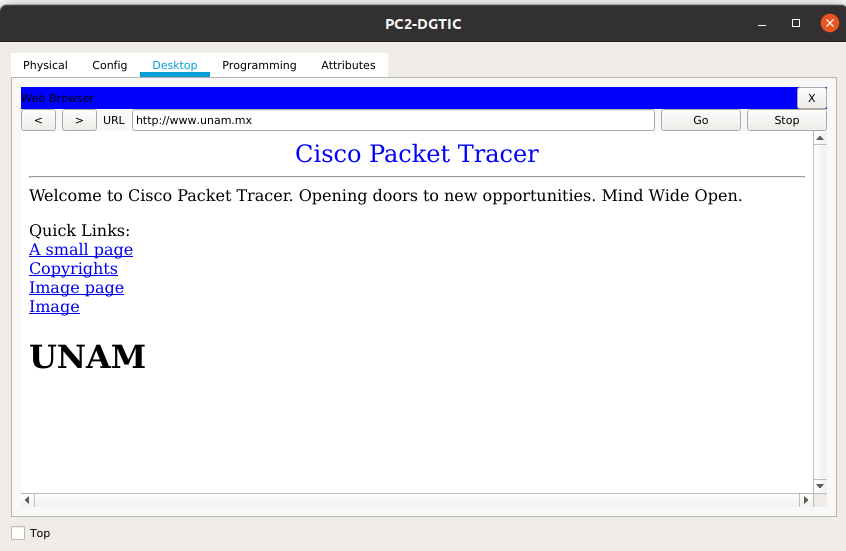 PC2-DGTIC
Physical Config Desktop Programming Attributes
Web Browser X
< > URL http://www.unam.mx Go Stop
Cisco Packet Tracer
Welcome to Cisco Packet Tracer. Opening doors to new opportunities. Mind Wide Open.
Quick Links:
A small page
Copyrights
Image page
Image
UNAM
Top